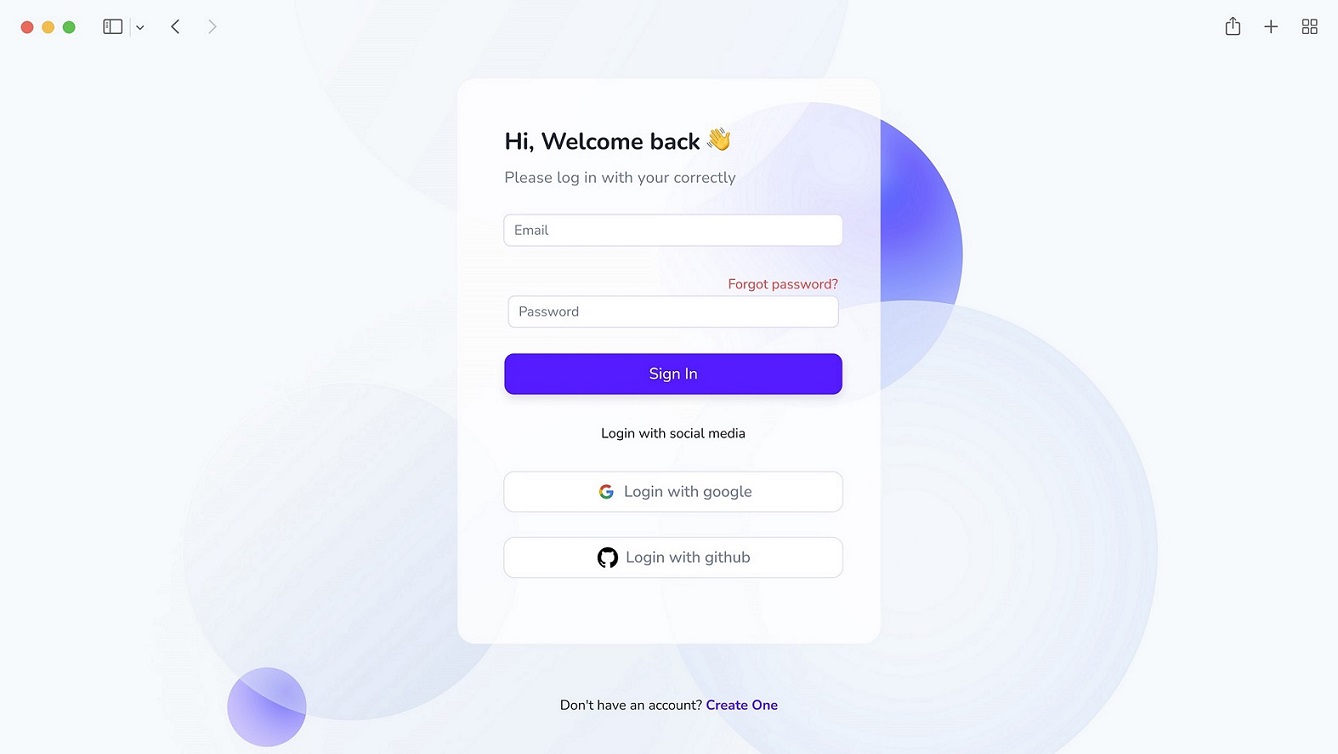 Hi, Welcome back 👋
Please log in with your correctly
Email
Forgot password?
Password
Sign In
Login with social media
Login with google
Login with github
Don't have an account? Create One